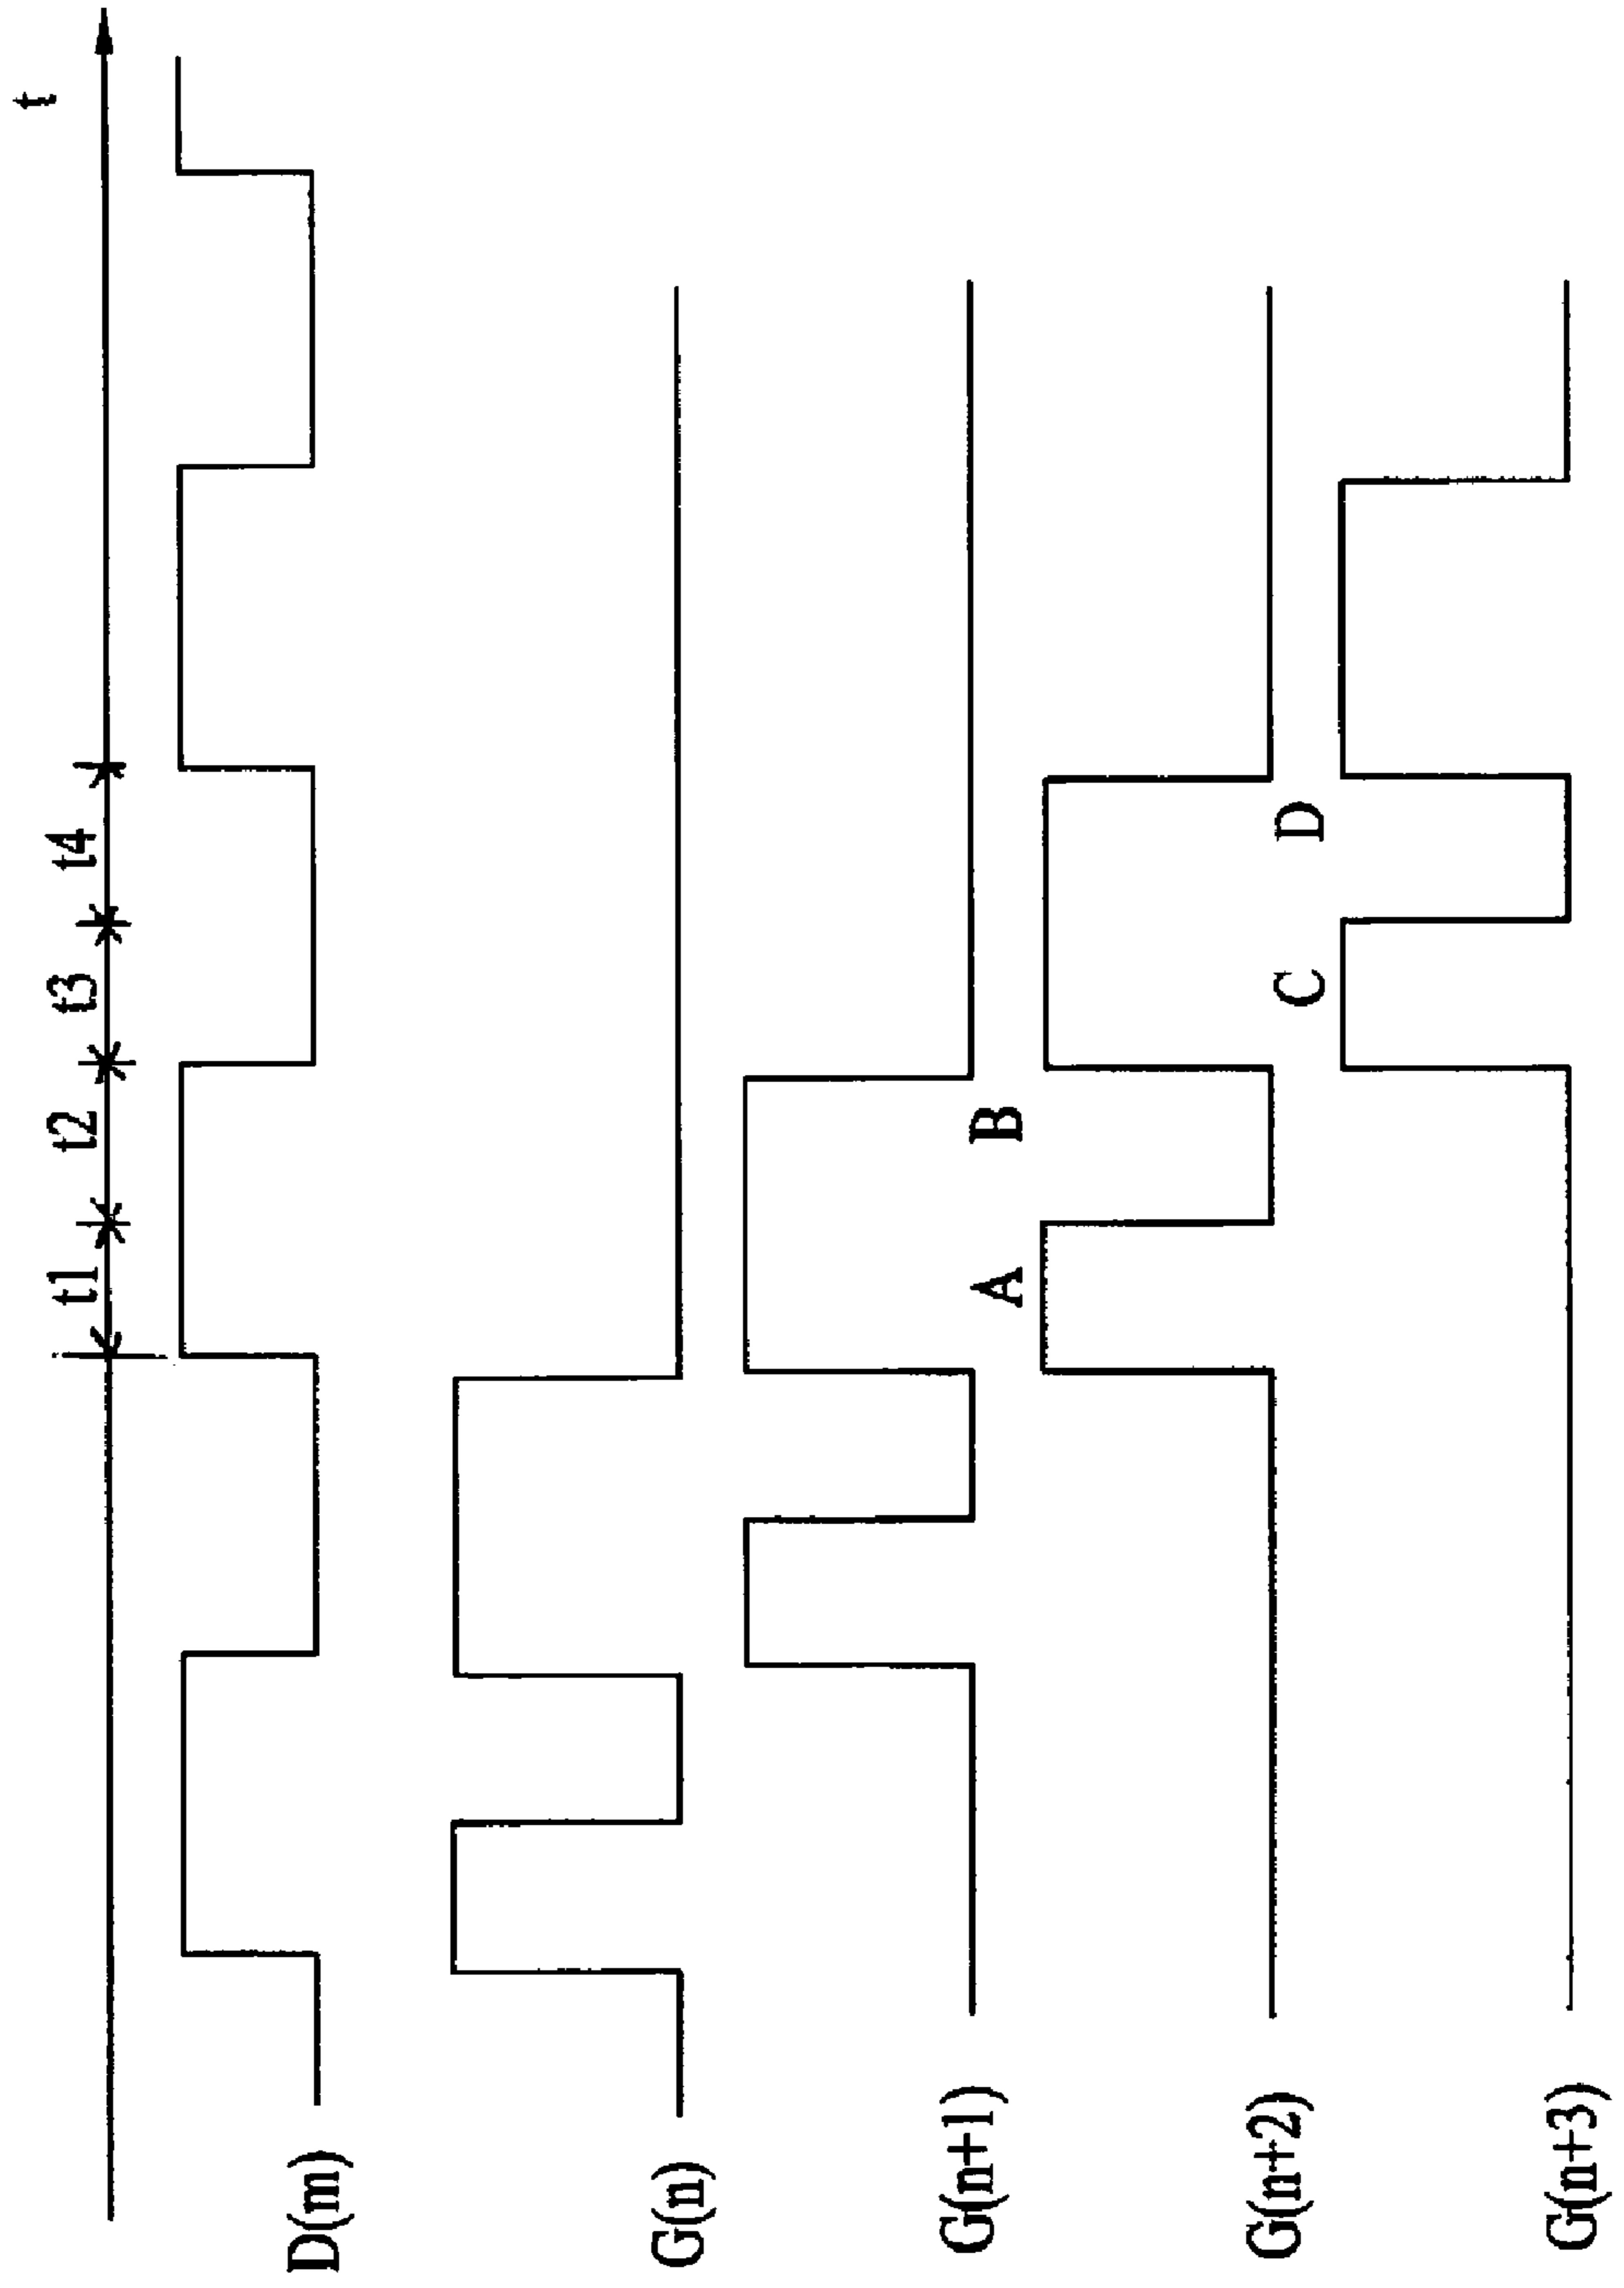 t
t1 t2 t3 t4
D(m)
G(n)
G(n+1)
A B
G(n+2)
C D
G(n+3)